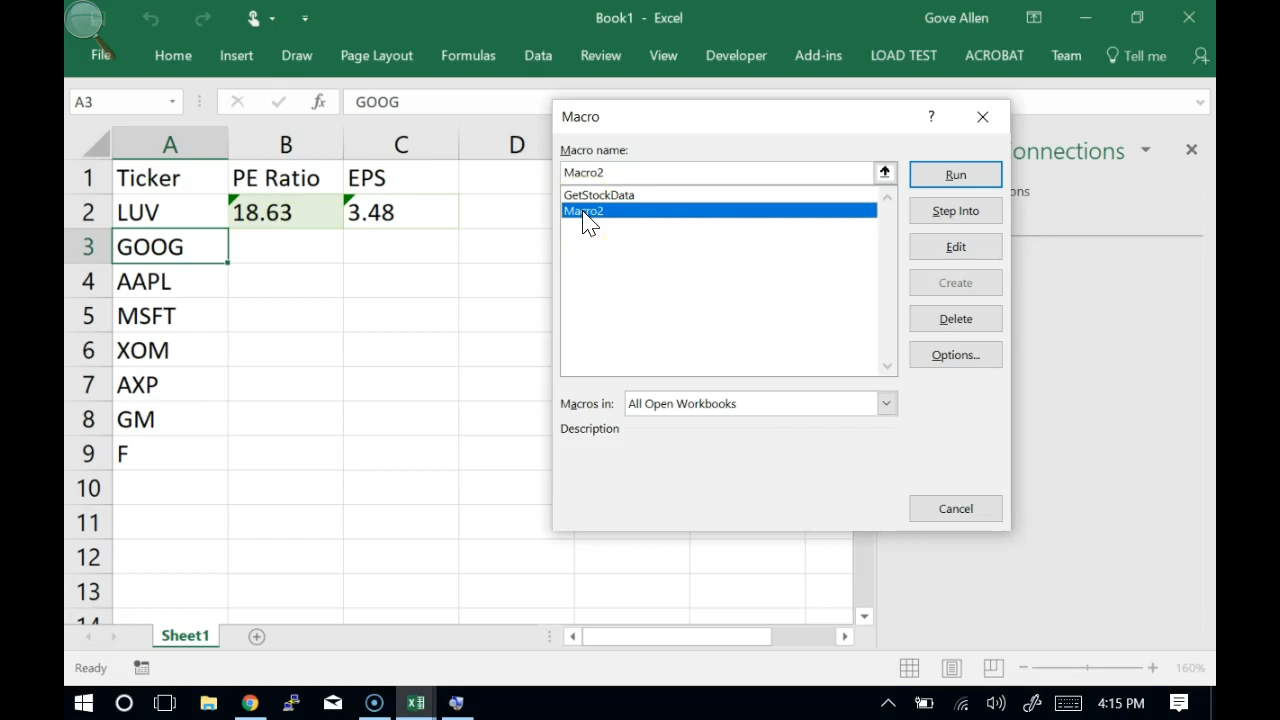 Book1 - Excel
Gove Allen
File Home Insert Draw Page Layout Formulas Data Review View Developer Add-ins LOAD TEST ACROBAT Team Tell me
A3 fx GOOG
A B C D
1 Ticker PE Ratio EPS
2 LUV 18.63 3.48
3 GOOG
4 AAPL
5 MSFT
6 XOM
7 AXP
8 GM
9 F
10
11
12
13
14
Macro ?
Macro name:
Macro2
GetStockData
Macro2
Run
Step Into
Edit
Create
Delete
Options...
Macros in: All Open Workbooks
Description
Cancel
onnections
ons
Sheet1
Ready
160%
4:15 PM